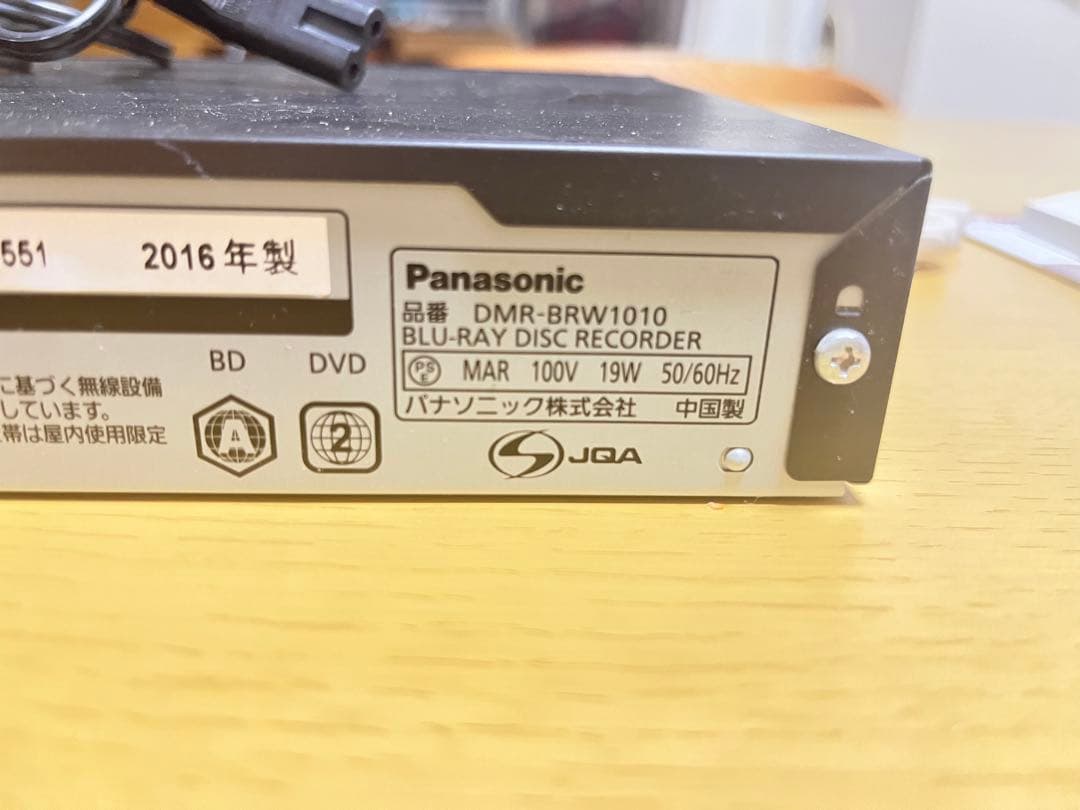 551 2016年製
Panasonic
品番 DMR-BRW1010
BLU-RAY DISC RECORDER
PS E MAR 100V 19W 50/60Hz
パナソニック株式会社 中国製
BD DVD
A 2
に基づく無線設備
しています。
帯は屋内使用限定
JQA